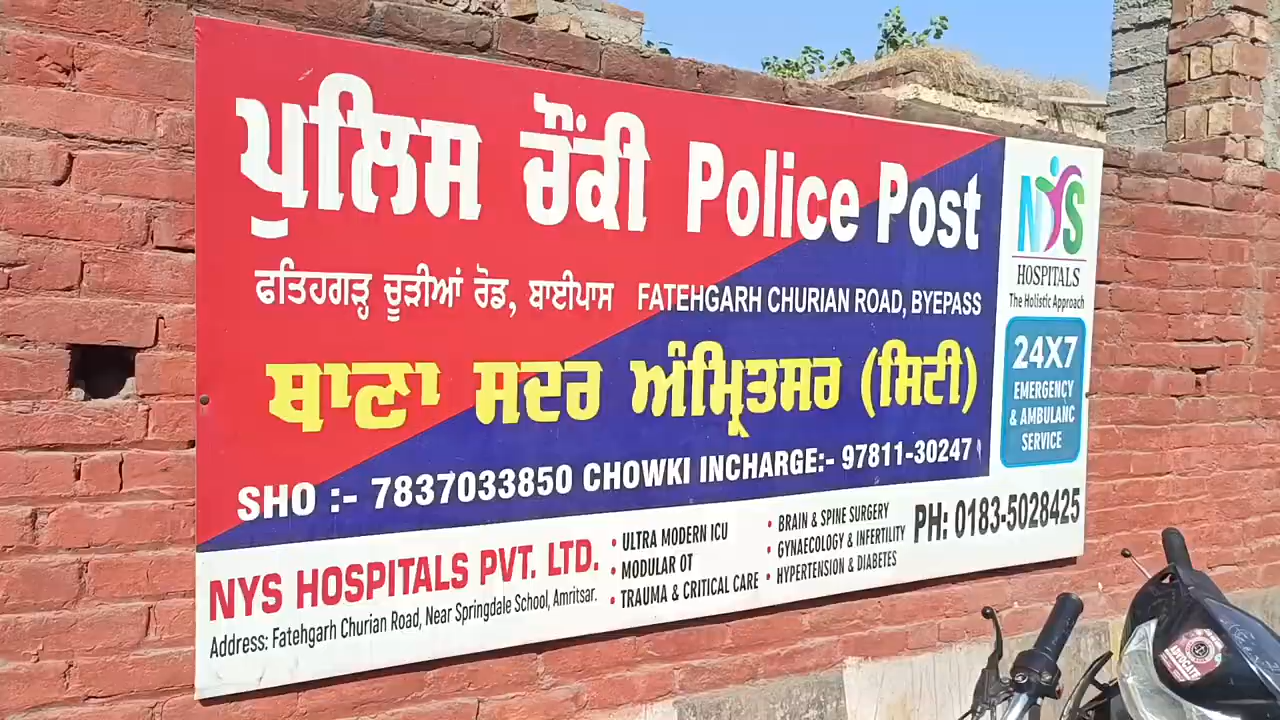 ਪੁਲਿਸ ਚੌਂਕੀ Police Post
ਫਤਿਹਗੜ੍ਹ ਚੂੜੀਆਂ ਰੋਡ, ਬਾਈਪਾਸ FATEHGARH CHURIAN ROAD, BYEPASS
ਥਾਣਾ ਸਦਰ ਅੰਮ੍ਰਿਤਸਰ (ਸਿਟੀ)
SHO :- 7837033850 CHOWKI INCHARGE:- 97811-30247
NYS
HOSPITALS
The Holistic Approach
24X7
EMERGENCY
& AMBULANC
SERVICE
NYS HOSPITALS PVT. LTD.
Address: Fatehgarh Churian Road, Near Springdale School, Amritsar.
• ULTRA MODERN ICU
• MODULAR OT
• TRAUMA & CRITICAL CARE
• BRAIN & SPINE SURGERY
• GYNAECOLOGY & INFERTILITY
• HYPERTENSION & DIABETES
PH: 0183-5028425
ADVOCATE